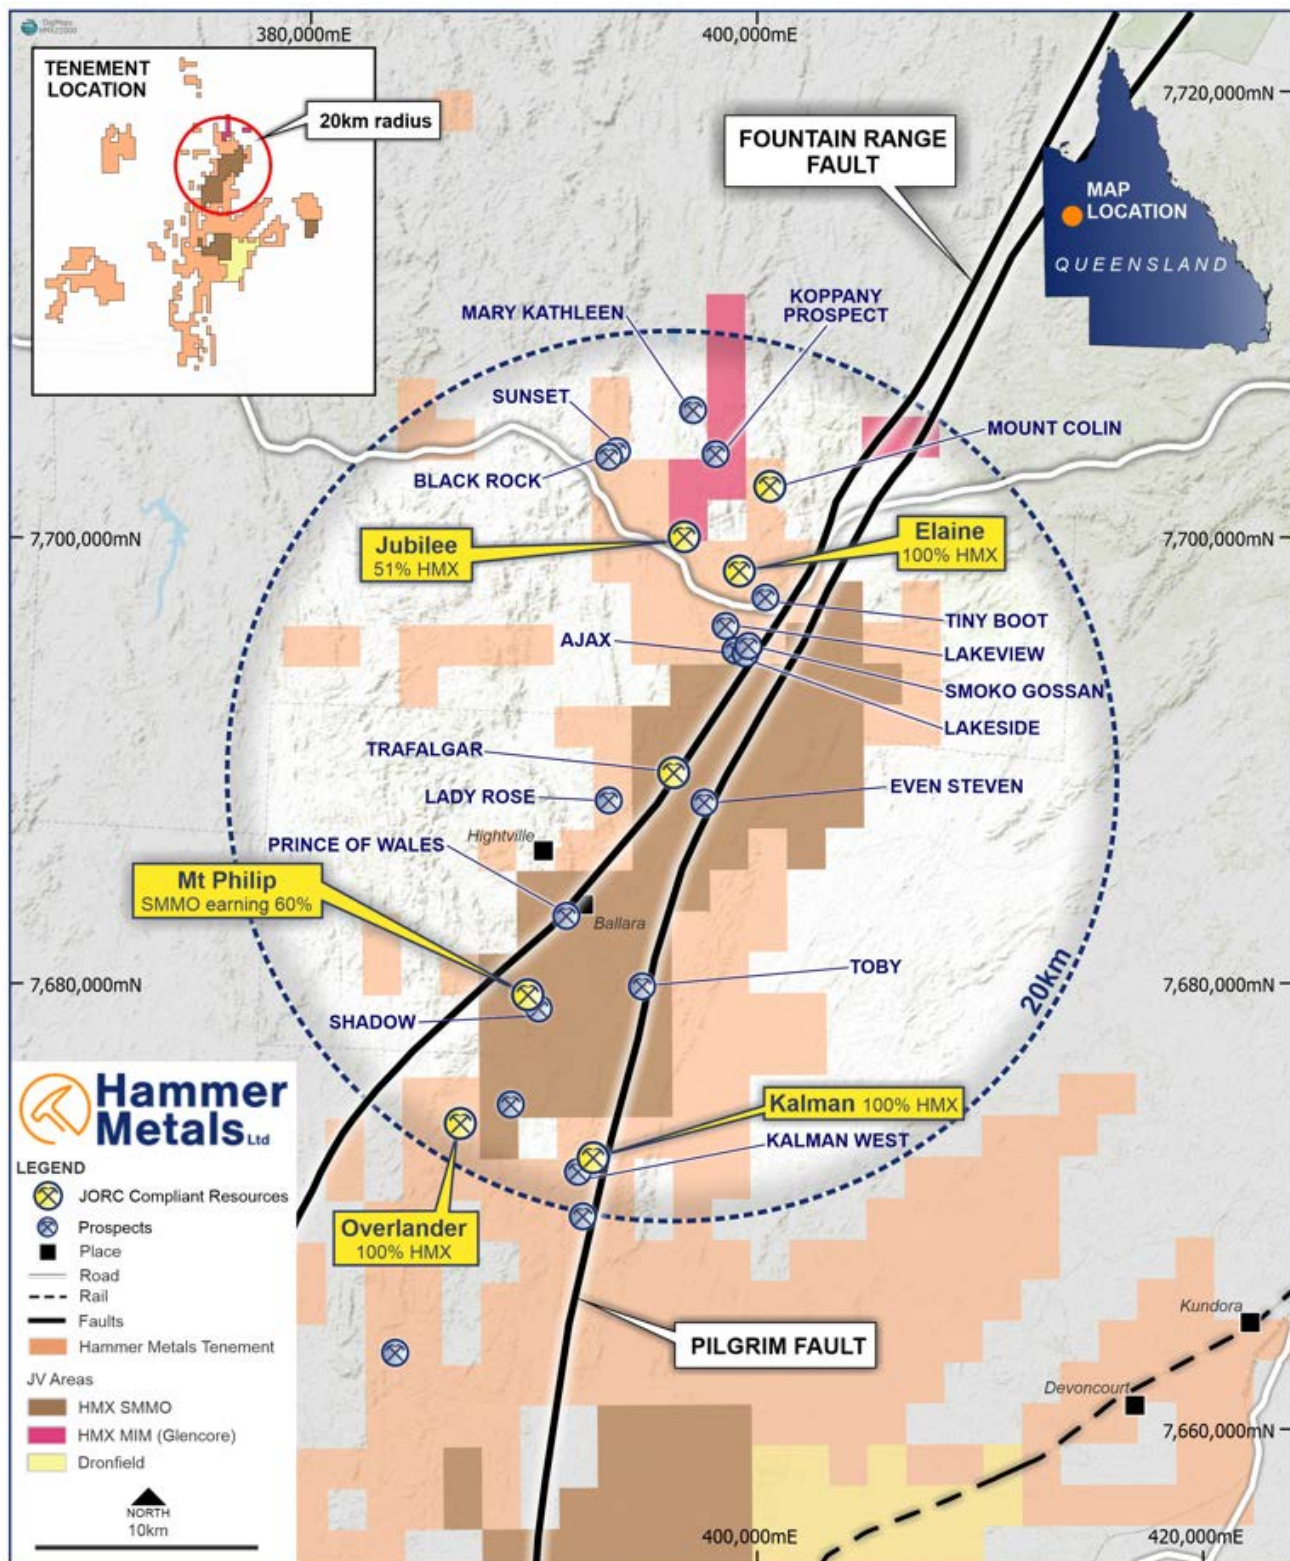 DigMaps
HMX22000
380,000mE
400,000mE
7,720,000mN
TENEMENT
LOCATION
20km radius
FOUNTAIN RANGE
FAULT
MAP
LOCATION
QUEENSLAND
MARY KATHLEEN
KOPPANY
PROSPECT
SUNSET
MOUNT COLIN
BLACK ROCK
7,700,000mN
Jubilee
51% HMX
Elaine
100% HMX
7,700,000mN
TINY BOOT
AJAX
LAKEVIEW
SMOKO GOSSAN
LAKESIDE
TRAFALGAR
LADY ROSE
EVEN STEVEN
Hightville
PRINCE OF WALES
Mt Philip
SMMO earning 60%
Ballara
TOBY
20km
7,680,000mN
7,680,000mN
SHADOW
Hammer
Metals Ltd
Kalman 100% HMX
KALMAN WEST
Overlander
100% HMX
LEGEND
JORC Compliant Resources
Prospects
Place
Road
Rail
Faults
Hammer Metals Tenement
JV Areas
HMX SMMO
HMX MIM (Glencore)
Dronfield
NORTH
10km
PILGRIM FAULT
Kundora
Devoncourt
7,660,000mN
400,000mE
420,000mE